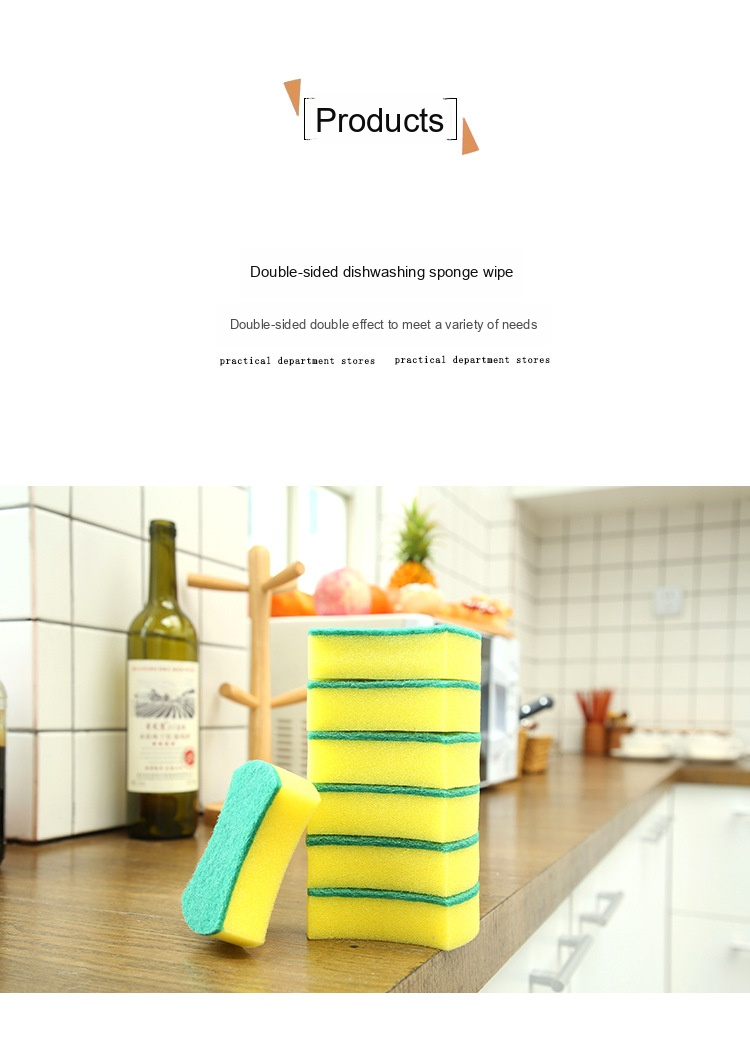 Products
Double-sided dishwashing sponge wipe
Double-sided double effect to meet a variety of needs
practical department stores practical department stores